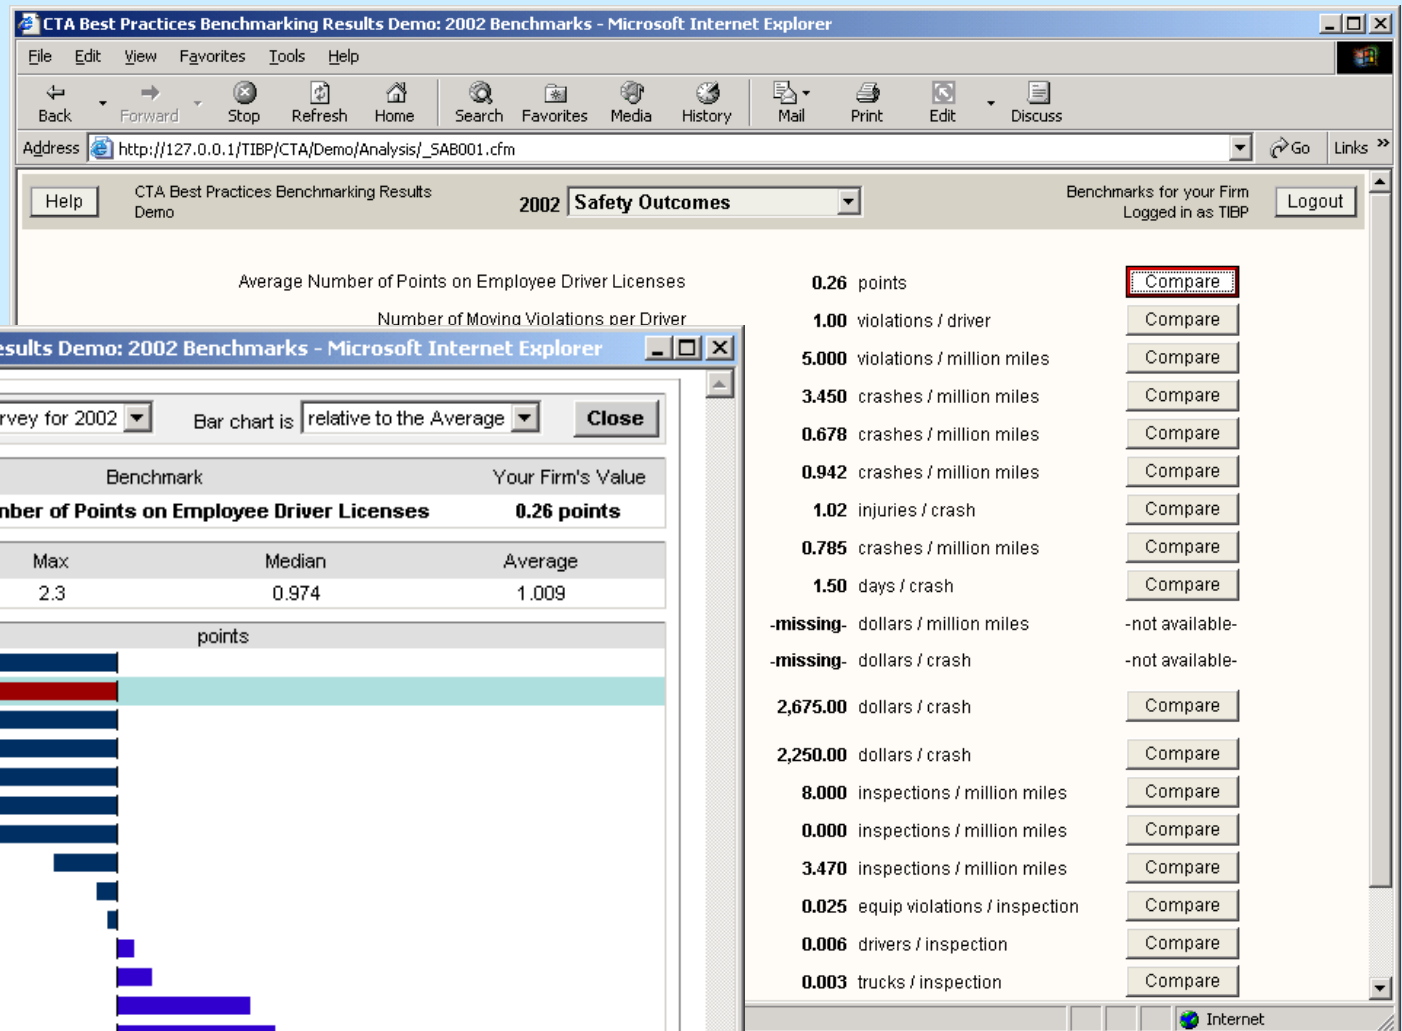 CTA Best Practices Benchmarking Results Demo: 2002 Benchmarks - Microsoft Internet Explorer
File Edit View Favorites Tools Help
Back Forward Stop Refresh Home Search Favorites Media History Mail Print Edit Discuss
Address http://127.0.0.1/TIBP/CTA/Demo/Analysis/_SAB001.cfm Go Links »
Help CTA Best Practices Benchmarking Results Demo 2002 Safety Outcomes Benchmarks for your Firm Logged in as TIBP Logout
Average Number of Points on Employee Driver Licenses 0.26 points Compare
Number of Moving Violations per Driver 1.00 violations / driver Compare
5.000 violations / million miles Compare
3.450 crashes / million miles Compare
0.678 crashes / million miles Compare
0.942 crashes / million miles Compare
1.02 injuries / crash Compare
0.785 crashes / million miles Compare
1.50 days / crash Compare
-missing- dollars / million miles -not available-
-missing- dollars / crash -not available-
2,675.00 dollars / crash Compare
2,250.00 dollars / crash Compare
8.000 inspections / million miles Compare
0.000 inspections / million miles Compare
3.470 inspections / million miles Compare
0.025 equip violations / inspection Compare
0.006 drivers / inspection Compare
0.003 trucks / inspection Compare
Internet
esults Demo: 2002 Benchmarks - Microsoft Internet Explorer
rvey for 2002 Bar chart is relative to the Average Close
Benchmark Your Firm's Value
nber of Points on Employee Driver Licenses 0.26 points
Max Median Average
2.3 0.974 1.009
points